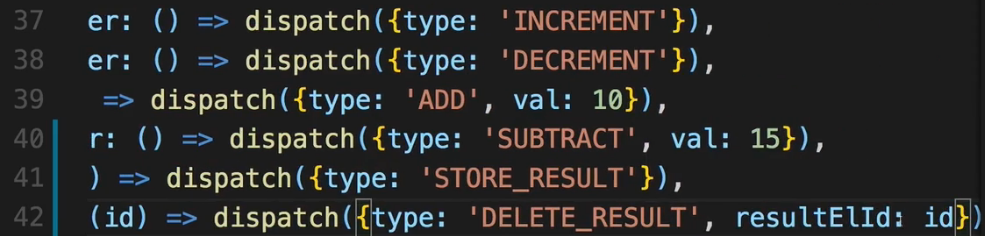 37 er: () => dispatch({type: 'INCREMENT'}),
38 er: () => dispatch({type: 'DECREMENT'}),
39 => dispatch({type: 'ADD', val: 10}),
40 r: () => dispatch({type: 'SUBTRACT', val: 15}),
41 ) => dispatch({type: 'STORE_RESULT'}),
42 (id) => dispatch({type: 'DELETE_RESULT', resultElId: id})